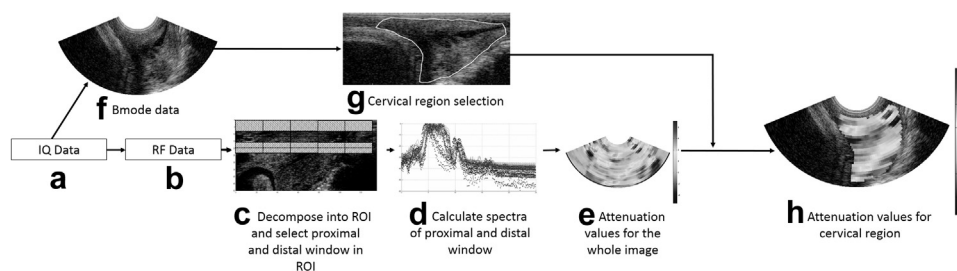 f Bmode data
g Cervical region selection
IQ Data
RF Data
a
b
c Decompose into ROI
and select proximal
and distal window in
ROI
d Calculate spectra
of proximal and distal
window
e Attenuation
values for the
whole image
h Attenuation values for
cervical region